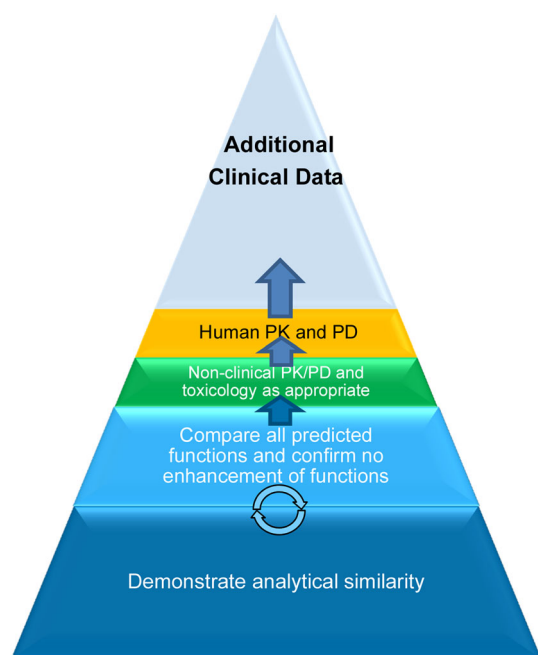 Additional
Clinical Data
Human PK and PD
Non-clinical PK/PD and
toxicology as appropriate
Compare all predicted
functions and confirm no
enhancement of functions
Demonstrate analytical similarity